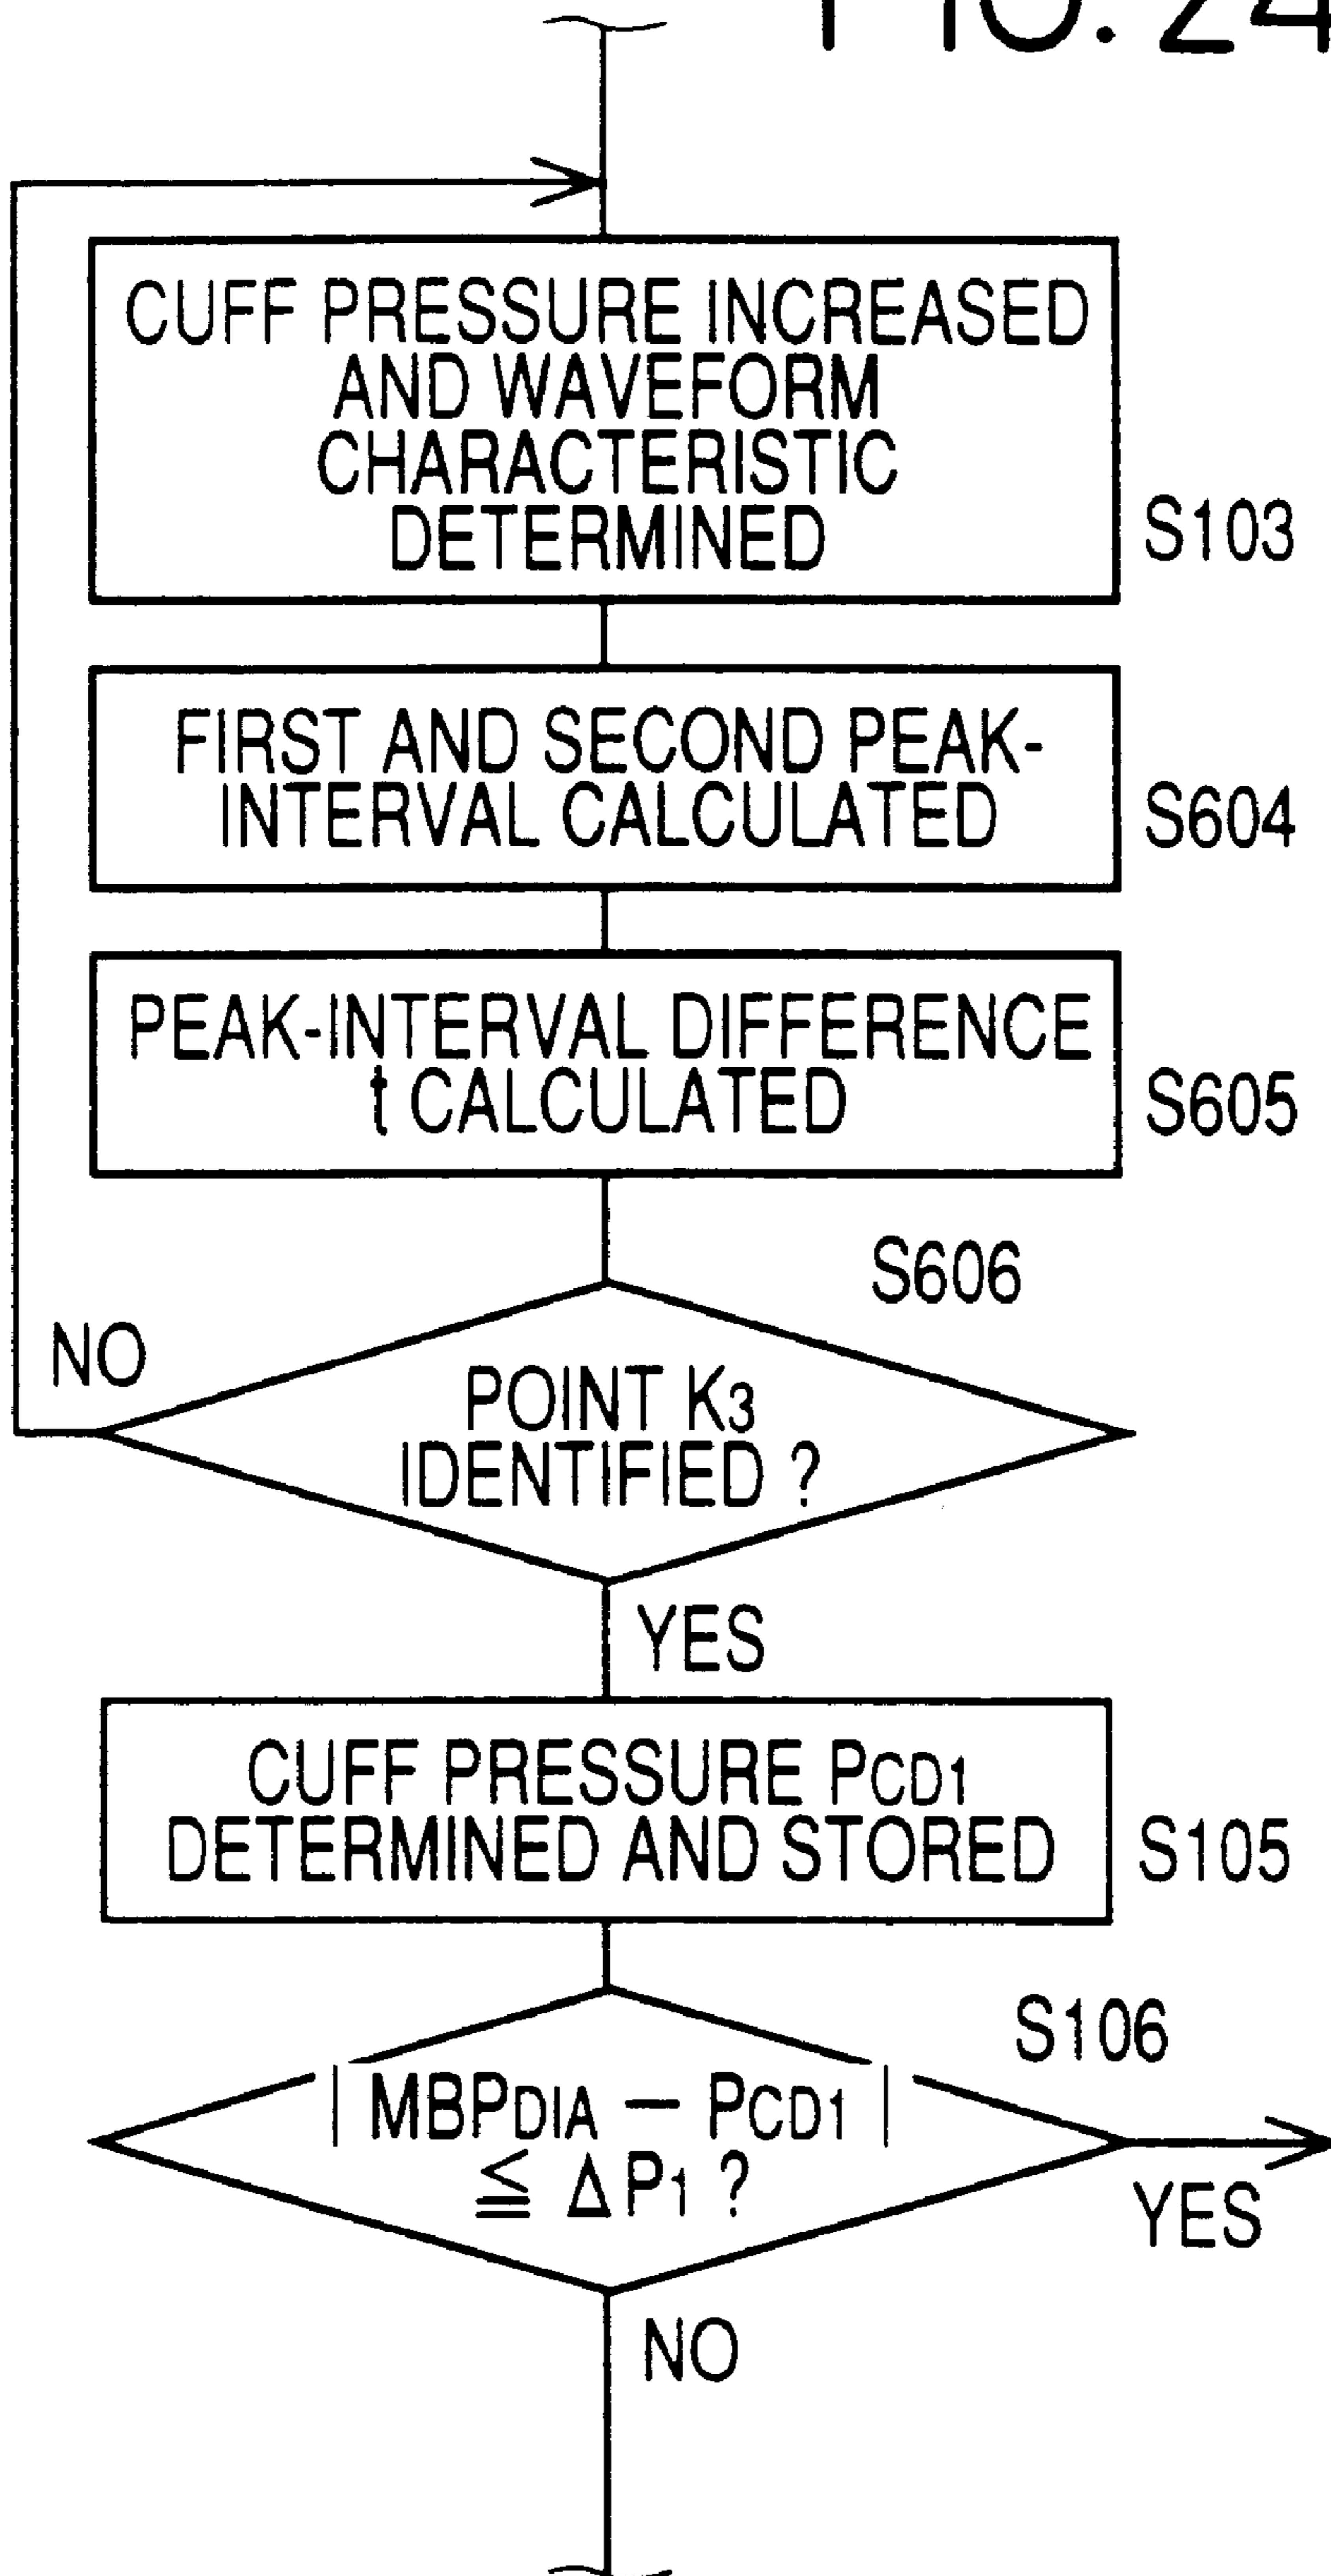 FIG. 24
CUFF PRESSURE INCREASED
AND WAVEFORM
CHARACTERISTIC
DETERMINED
S103
FIRST AND SECOND PEAK-
INTERVAL CALCULATED
S604
PEAK-INTERVAL DIFFERENCE
t CALCULATED
S605
S606
NO
POINT K3
IDENTIFIED ?
YES
CUFF PRESSURE PCD1
DETERMINED AND STORED
S105
S106
| MBPDIA − PCD1 |
≦ ΔP1 ?
YES
NO